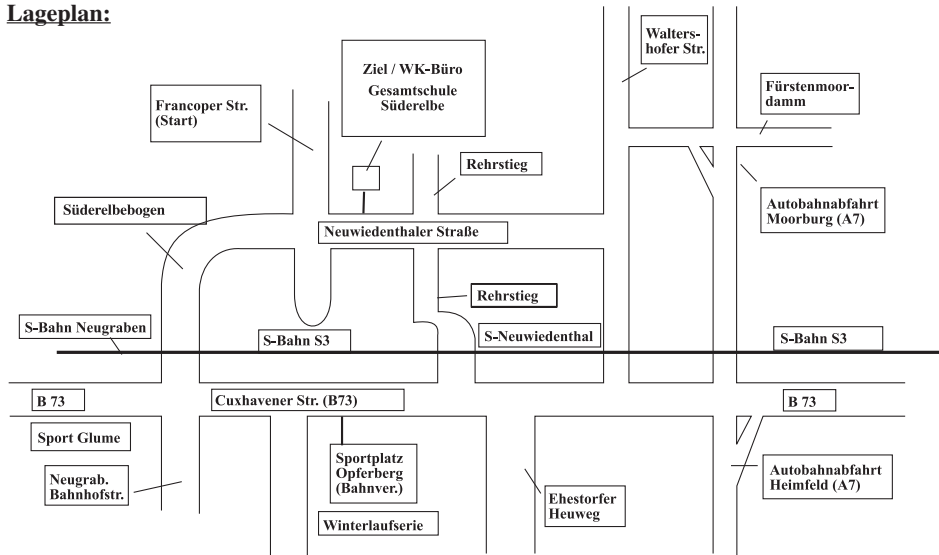 Lageplan:
Walters-
hofer Str.
Ziel / WK-Büro
Gesamtschule
Süderelbe
Francoper Str.
(Start)
Fürstenmoor-
damm
Rehrstieg
Süderelbebogen
Autobahnabfahrt
Moorburg (A7)
Neuwiedenthaler Straße
Rehrstieg
S-Bahn Neugraben
S-Bahn S3
S-Neuwiedenthal
S-Bahn S3
B 73
Cuxhavener Str. (B73)
B 73
Sport Glume
Sportplatz
Opferberg
(Bahnver.)
Neugrab.
Bahnhofstr.
Autobahnabfahrt
Heimfeld (A7)
Ehestorfer
Heuweg
Winterlaufserie